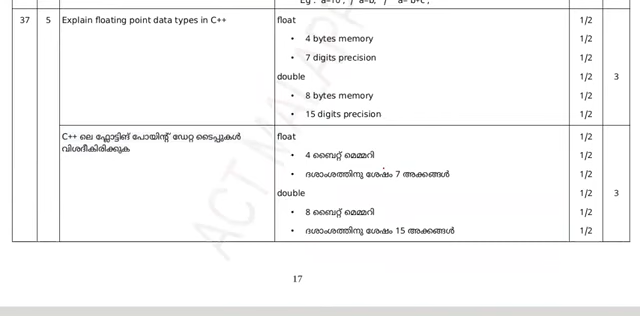 37 5 Explain floating point data types in C++ float 1/2
• 4 bytes memory 1/2
• 7 digits precision 1/2
double 1/2 3
• 8 bytes memory 1/2
• 15 digits precision 1/2
C++ ലെ ഫ്ലോട്ടിങ് പോയിന്റ് ഡേറ്റ ടൈപ്പുകൾ float 1/2
വിശദീകിരിക്കുക
• 4 ബൈറ്റ് മെമ്മറി 1/2
• ദശാംശത്തിനു ശേഷം 7 അക്കങ്ങൾ 1/2
double 1/2 3
• 8 ബൈറ്റ് മെമ്മറി 1/2
• ദശാംശത്തിനു ശേഷം 15 അക്കങ്ങൾ 1/2
17